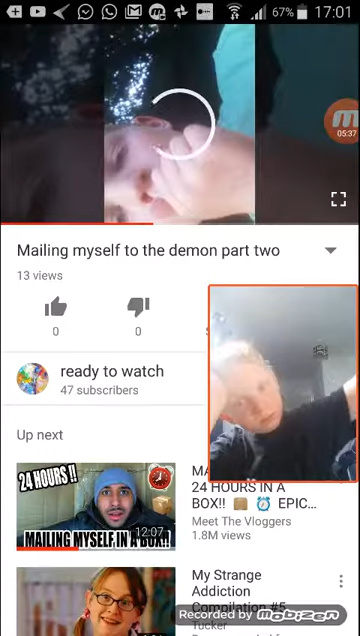 67% 17:01
05:37
Mailing myself to the demon part two
13 views
0 0
ready to watch
47 subscribers
Up next
24 HOURS!!
MAILING MYSELF IN A BOX!!
12:07
24 HOURS IN A
BOX!! 📦 ⏰ EPIC...
Meet The Vloggers
1.8M views
My Strange
Addiction
Compilation #5
Tucker
Recorded by mobizen